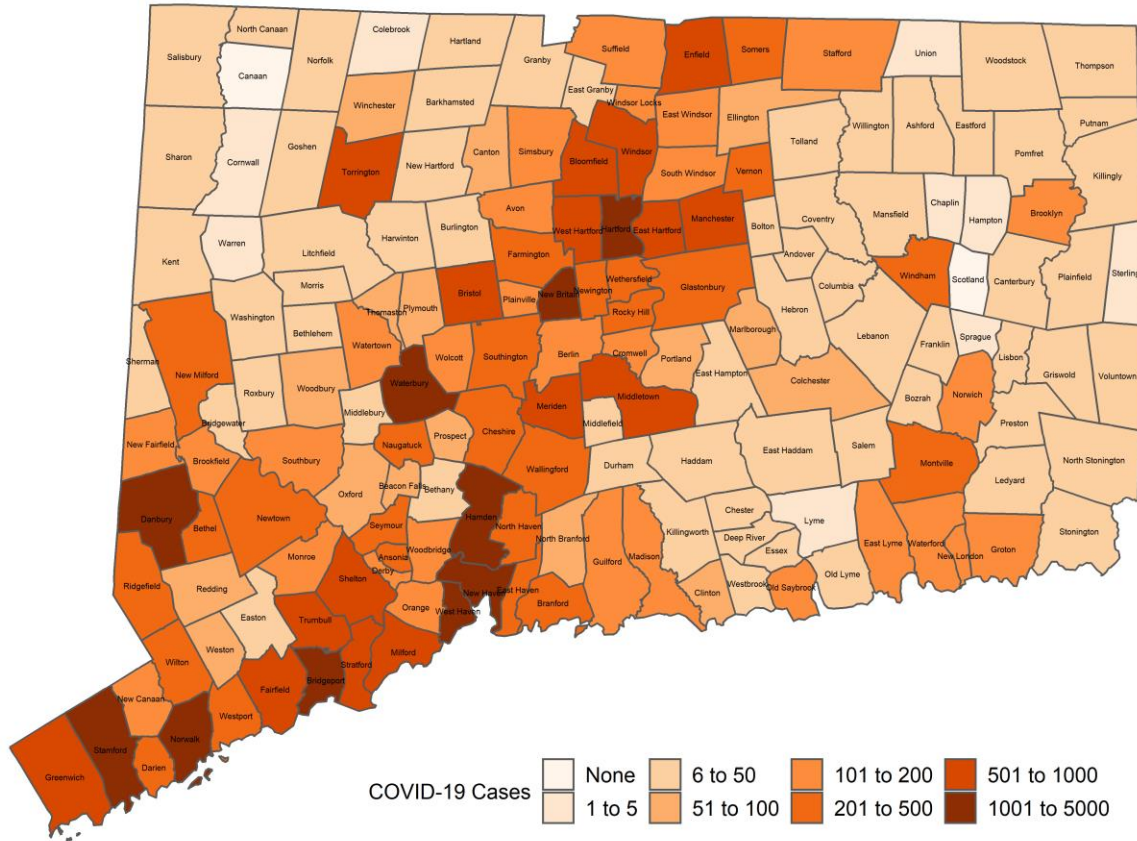 North Canaan
Colebrook
Hartland
Suffield
Enfield
Somers
Stafford
Union
Salisbury
Canaan
Norfolk
Granby
Woodstock
Thompson
East Granby
Winchester
Barkhamsted
Windsor Locks
East Windsor
Ellington
Willington
Ashford
Eastford
Putnam
Sharon
Cornwall
Goshen
Torrington
New Hartford
Canton
Simsbury
Bloomfield
Windsor
South Windsor
Vernon
Tolland
Pomfret
Killingly
Kent
Warren
Litchfield
Harwinton
Burlington
Avon
West Hartford
Hartford
East Hartford
Manchester
Bolton
Coventry
Mansfield
Chaplin
Hampton
Brooklyn
Farmington
Andover
Morris
Bristol
Plainville
New Britain
Newington
Wethersfield
Glastonbury
Columbia
Windham
Scotland
Canterbury
Plainfield
Sterling
Washington
Bethlehem
Thomaston
Plymouth
Rocky Hill
Hebron
Marlborough
Lebanon
Sherman
New Milford
Watertown
Wolcott
Southington
Berlin
Cromwell
Portland
East Hampton
Franklin
Sprague
Lisbon
Griswold
Voluntown
Roxbury
Woodbury
Waterbury
Colchester
Bozrah
Norwich
Preston
Bridgewater
Middlebury
Meriden
Middletown
Middlefield
New Fairfield
Brookfield
Southbury
Naugatuck
Prospect
Cheshire
Wallingford
Durham
Haddam
East Haddam
Salem
Montville
North Stonington
Ledyard
Danbury
Bethel
Newtown
Oxford
Beacon Falls
Bethany
Hamden
North Haven
Chester
Lyme
Seymour
Woodbridge
North Branford
Guilford
Madison
Killingworth
Deep River
Essex
East Lyme
Waterford
New London
Groton
Stonington
Ridgefield
Redding
Monroe
Ansonia
Derby
Shelton
Orange
West Haven
New Haven
East Haven
Branford
Clinton
Westbrook
Old Saybrook
Old Lyme
Easton
Trumbull
Stratford
Milford
Wilton
Weston
Fairfield
Bridgeport
New Canaan
Westport
Greenwich
Stamford
Darien
Norwalk
COVID-19 Cases
None
6 to 50
101 to 200
501 to 1000
1 to 5
51 to 100
201 to 500
1001 to 5000